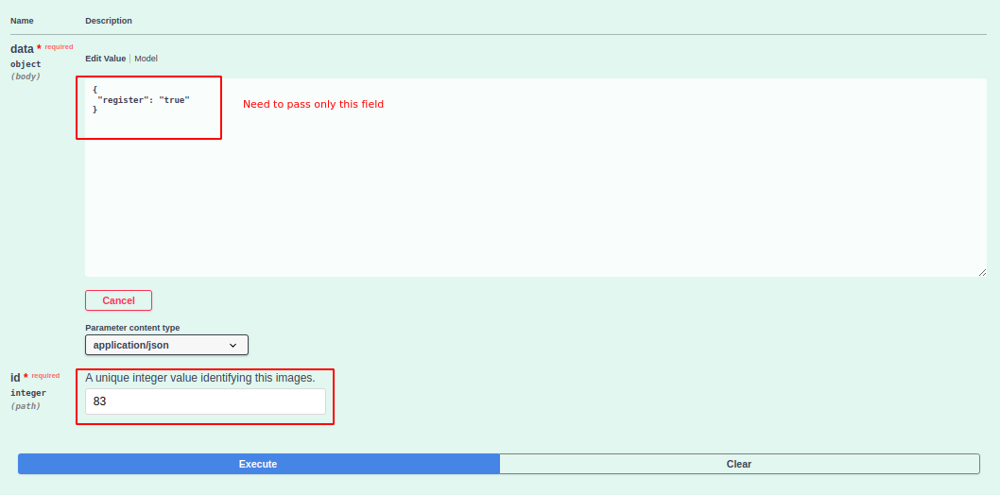 Name Description
data * required
object
(body)
Edit Value | Model
{
"register": "true"
}
Need to pass only this field
Cancel
Parameter content type
application/json
id * required
integer
(path)
A unique integer value identifying this images.
83
Execute Clear